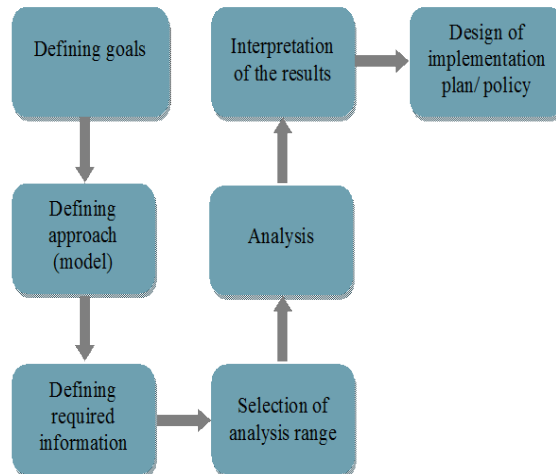 Defining goals
Defining
approach
(model)
Defining
required
information
Selection of
analysis range
Analysis
Interpretation
of the results
Design of
implementation
plan/ policy